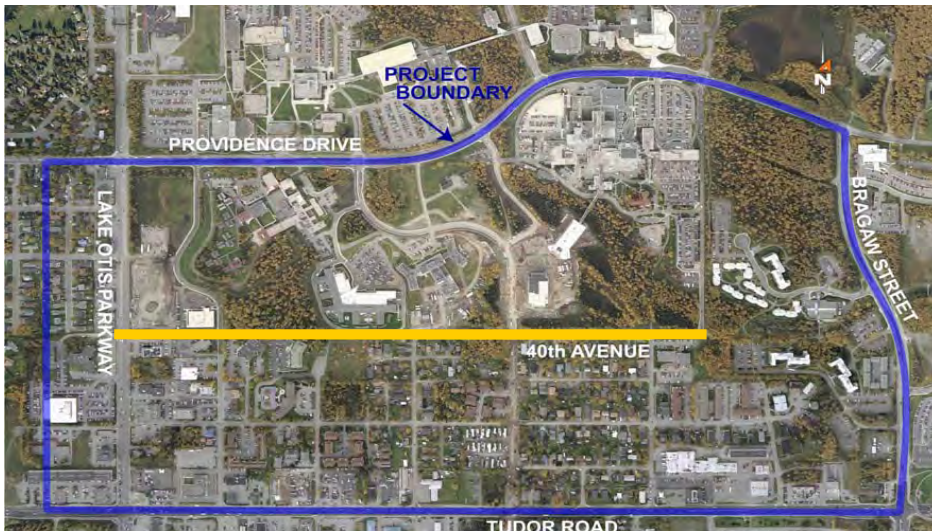 PROJECT
BOUNDARY
N
PROVIDENCE DRIVE
LAKE OTIS PARKWAY
BRAGAW STREET
40th AVENUE
TUDOR ROAD